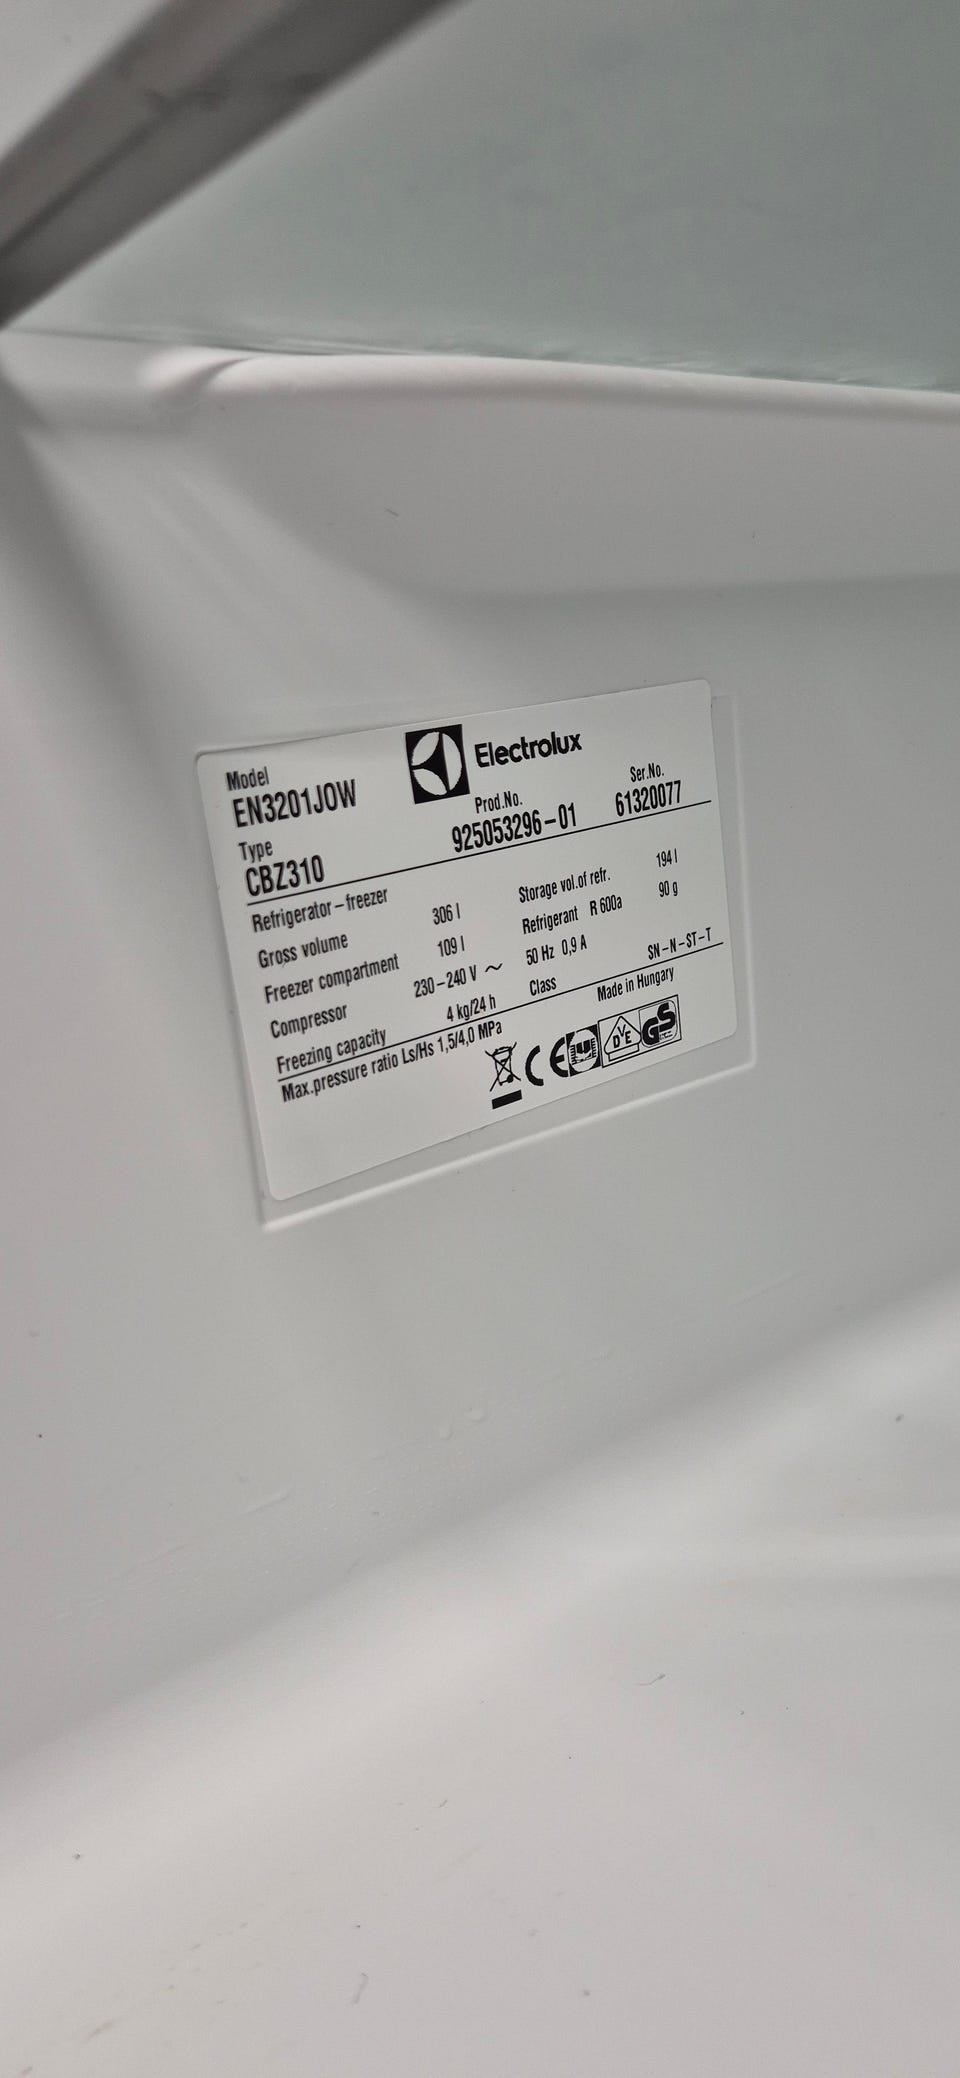 Electrolux
Model
EN3201JOW
Prod.No. Ser.No.
Type
CBZ310 925053296-01 61320077
Refrigerator-freezer
Gross volume 306 l Storage vol.of refr. 194 l
Freezer compartment 109 l Refrigerant R 600a 90 g
Compressor 230-240 V ~ 50 Hz 0,9 A
Freezing capacity 4 kg/24 h Class SN-N-ST-T
Max.pressure ratio Ls/Hs 1,5/4,0 MPa Made in Hungary
CE DVE GS